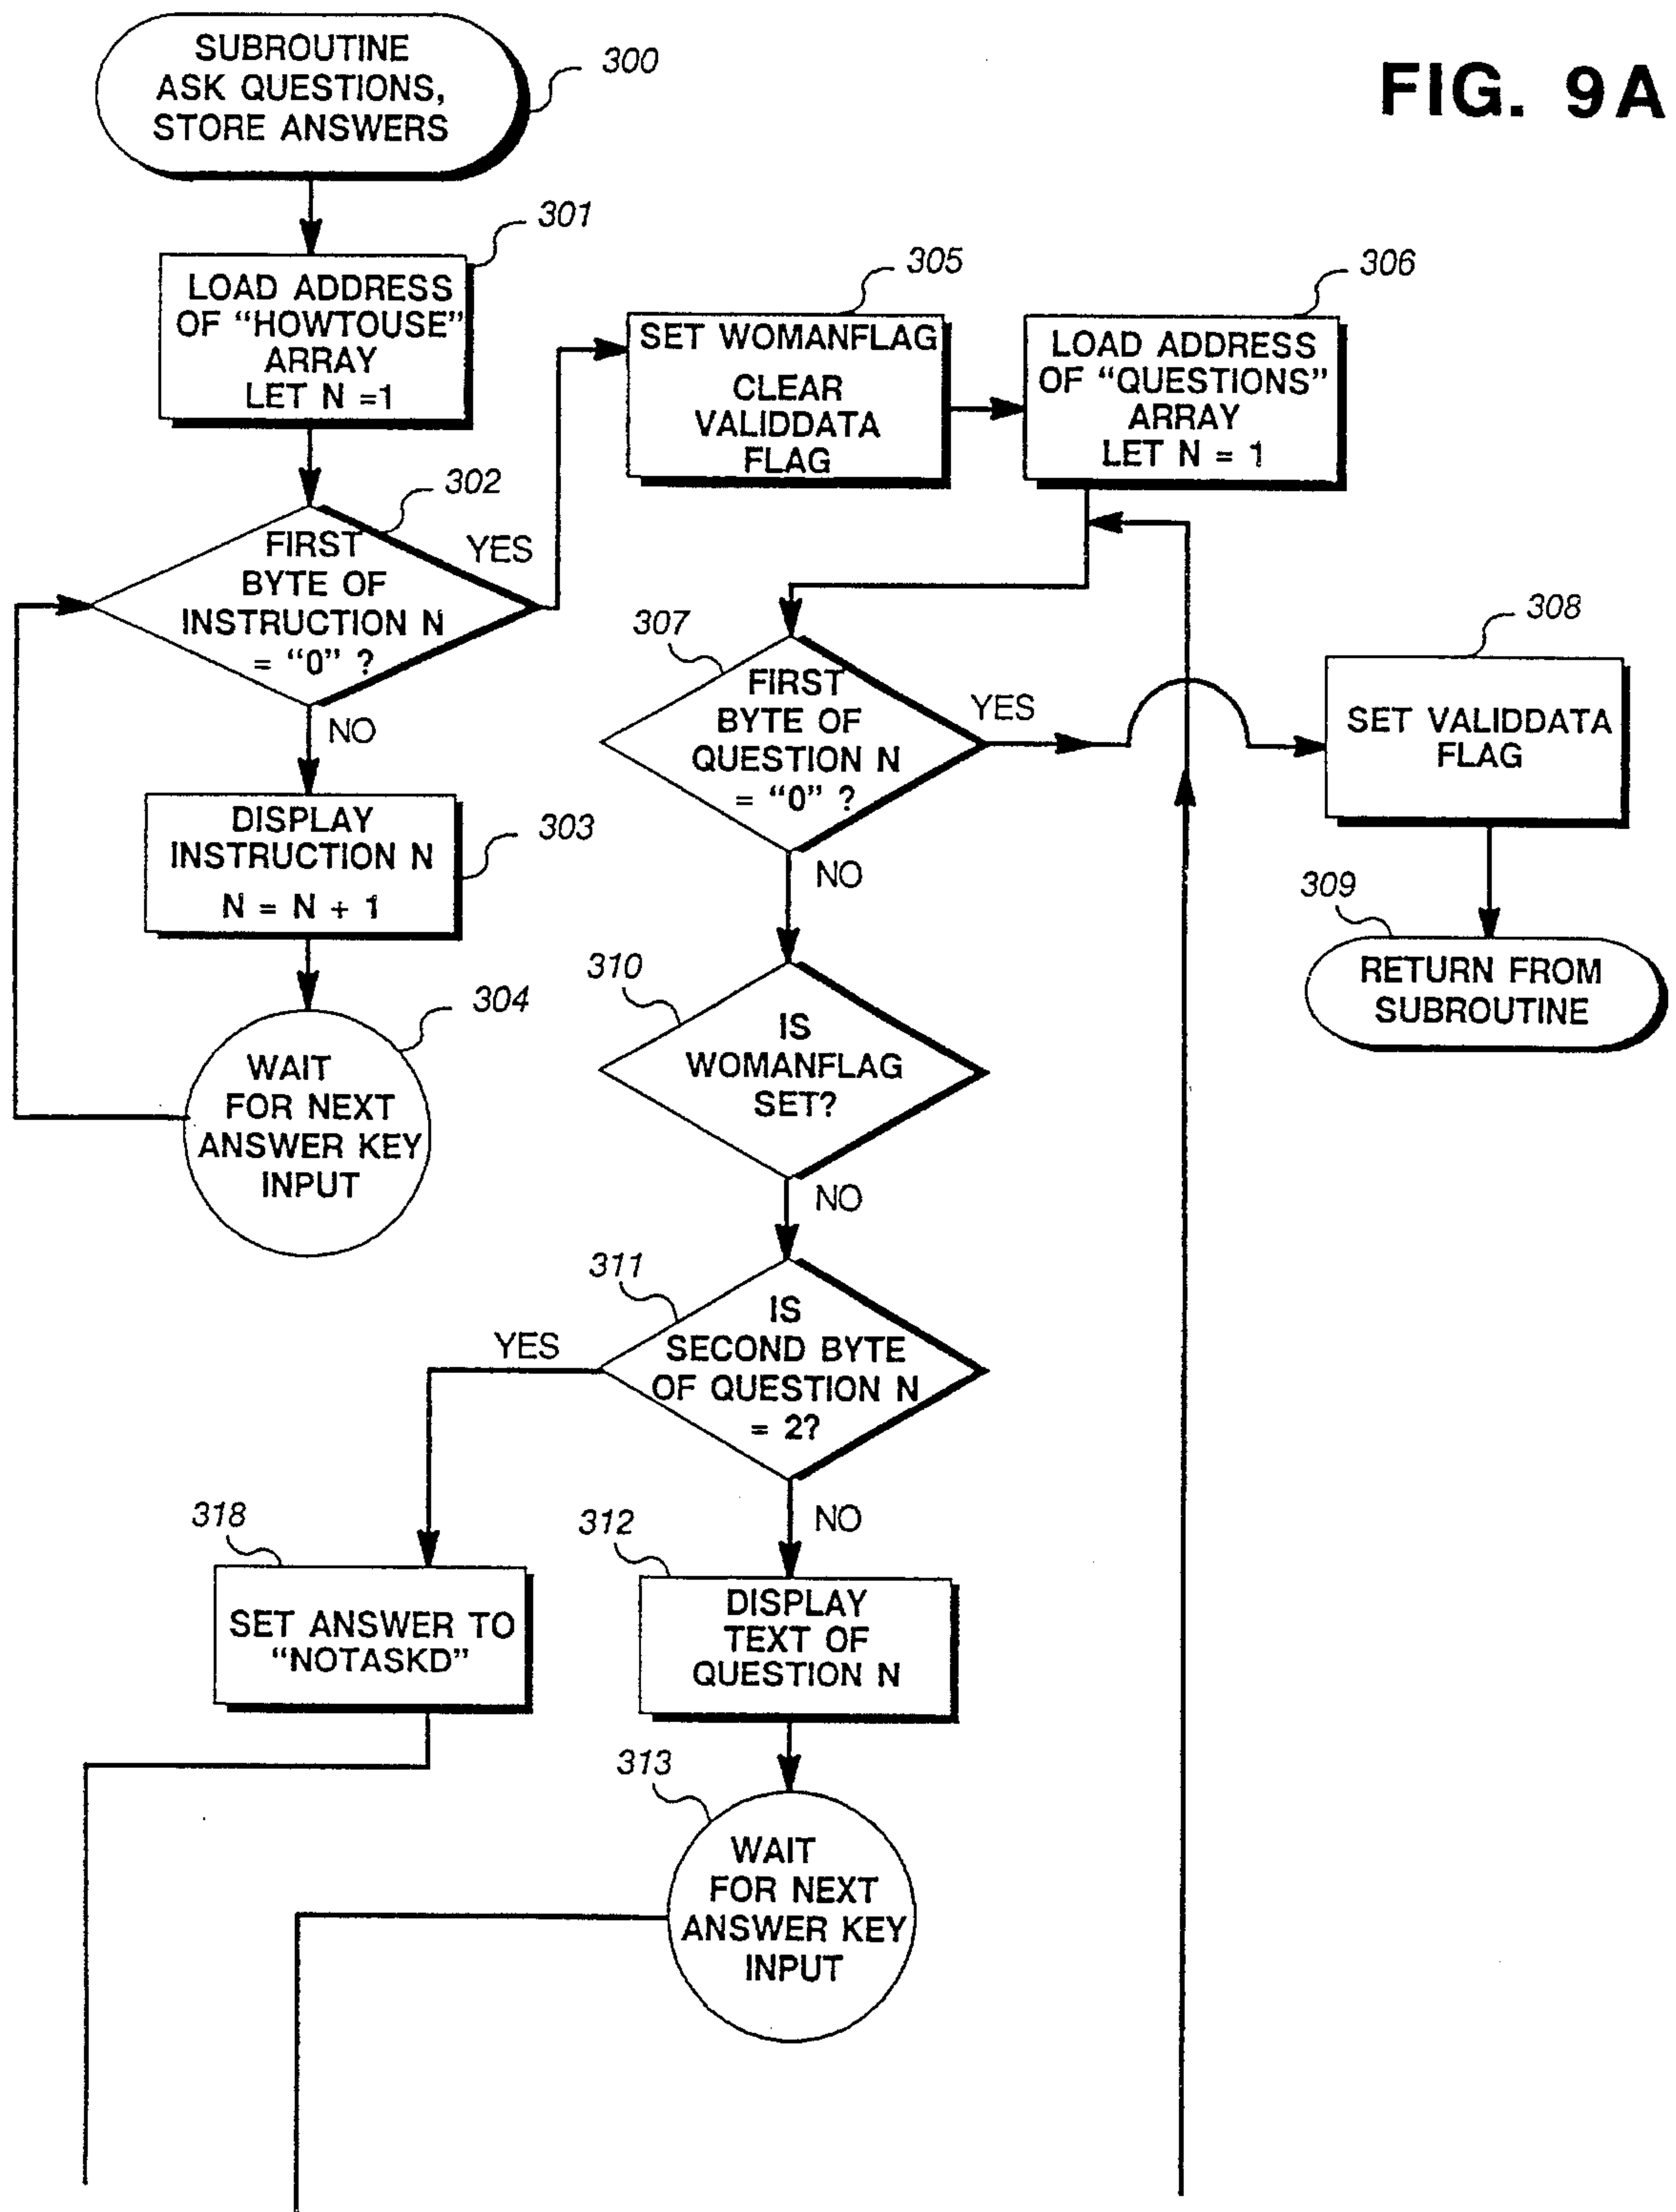 FIG. 9A
SUBROUTINE
ASK QUESTIONS,
STORE ANSWERS
300
301
LOAD ADDRESS
OF "HOWTOUSE"
ARRAY
LET N =1
302
FIRST
BYTE OF
INSTRUCTION N
= "0" ?
YES
NO
303
DISPLAY
INSTRUCTION N
N = N + 1
304
WAIT
FOR NEXT
ANSWER KEY
INPUT
305
SET WOMANFLAG
CLEAR
VALIDDATA
FLAG
306
LOAD ADDRESS
OF "QUESTIONS"
ARRAY
LET N = 1
307
FIRST
BYTE OF
QUESTION N
= "0" ?
YES
NO
308
SET VALIDDATA
FLAG
309
RETURN FROM
SUBROUTINE
310
IS
WOMANFLAG
SET?
NO
311
IS
SECOND BYTE
OF QUESTION N
= 2?
YES
NO
318
SET ANSWER TO
"NOTASKD"
312
DISPLAY
TEXT OF
QUESTION N
313
WAIT
FOR NEXT
ANSWER KEY
INPUT